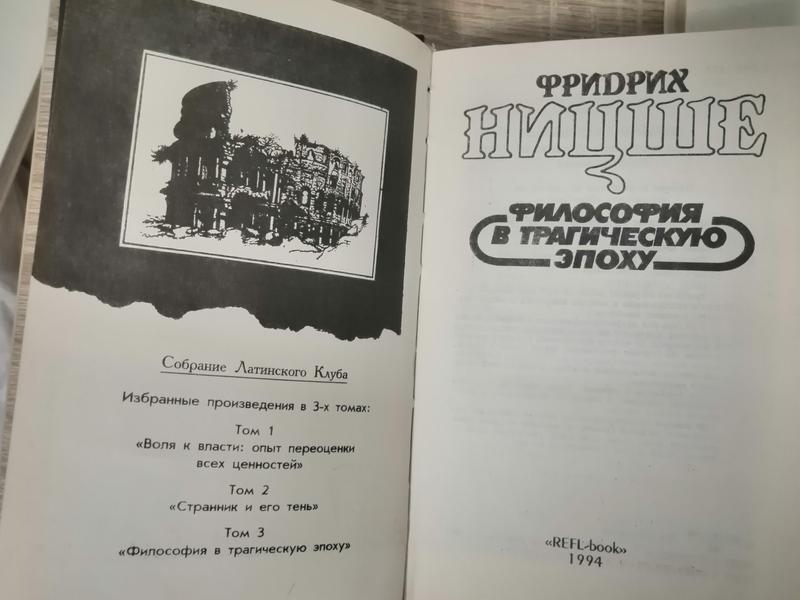 Собрание Латинского Клуба
Избранные произведения в 3-х томах:
Том 1
«Воля к власти: опыт переоценки
всех ценностей»
Том 2
«Странник и его тень»
Том 3
«Философия в трагическую эпоху»
ФРИДРИХ
НИЦШЕ
ФИЛОСОФИЯ
В ТРАГИЧЕСКУЮ
ЭПОХУ
«REFL-book»
1994